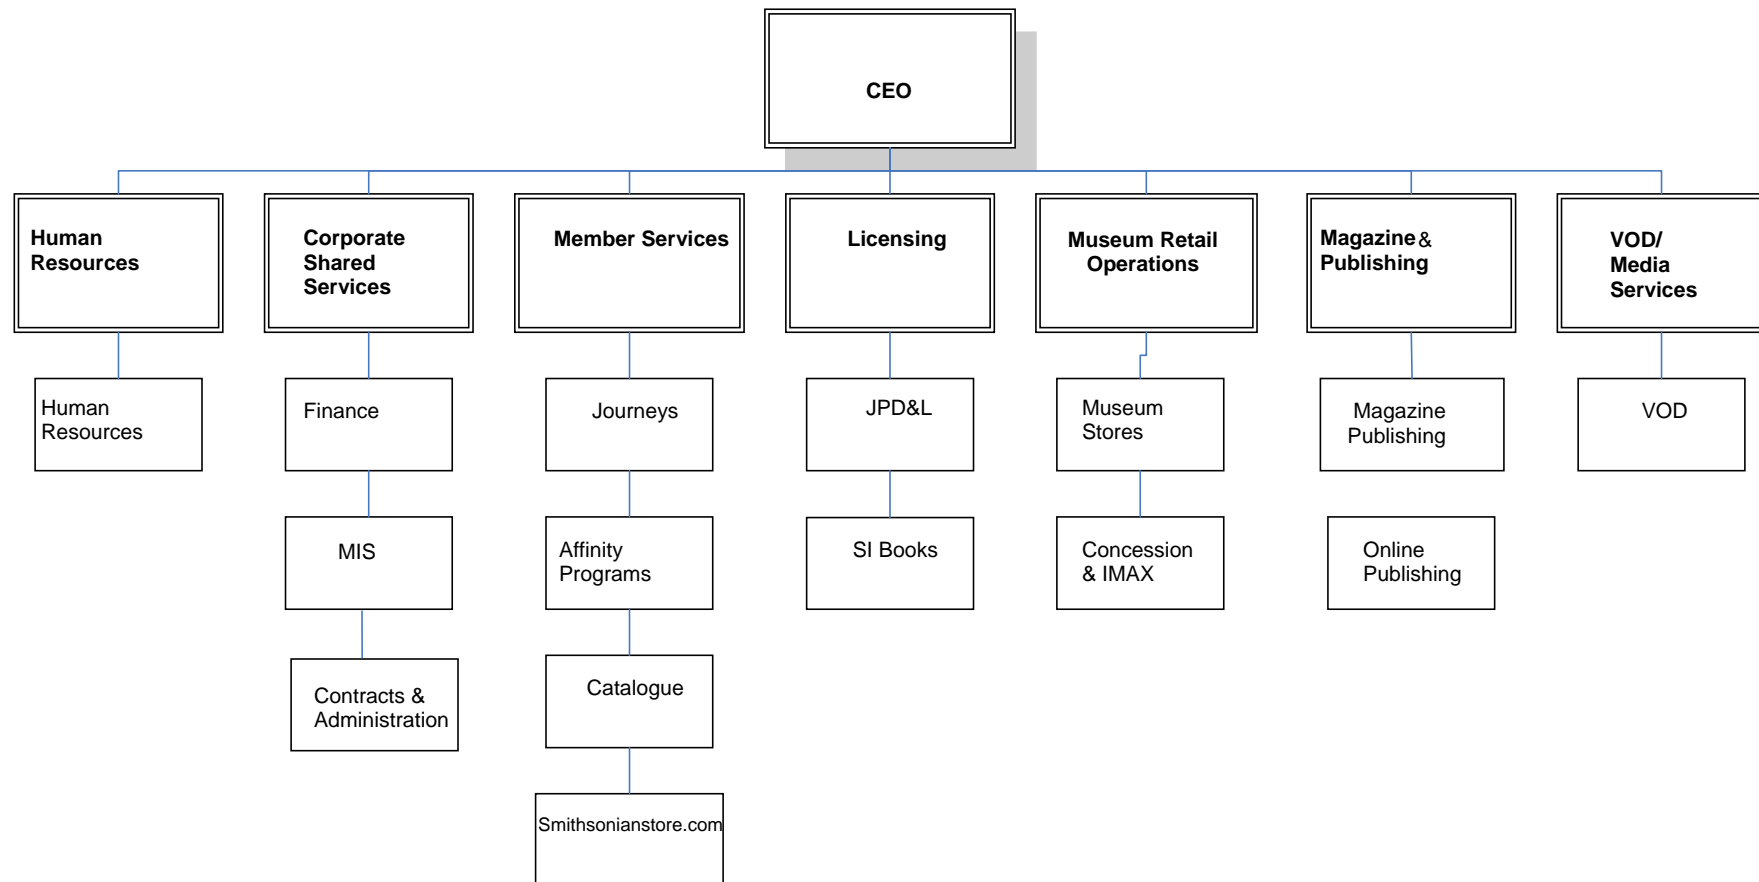 CEO
Human
Resources
Corporate
Shared
Services
Member Services
Licensing
Museum Retail
Operations
Magazine &
Publishing
VOD/
Media
Services
Human
Resources
Finance
Journeys
JPD&L
Museum
Stores
Magazine
Publishing
VOD
MIS
Affinity
Programs
SI Books
Concession
& IMAX
Online
Publishing
Contracts &
Administration
Catalogue
Smithsonianstore.com